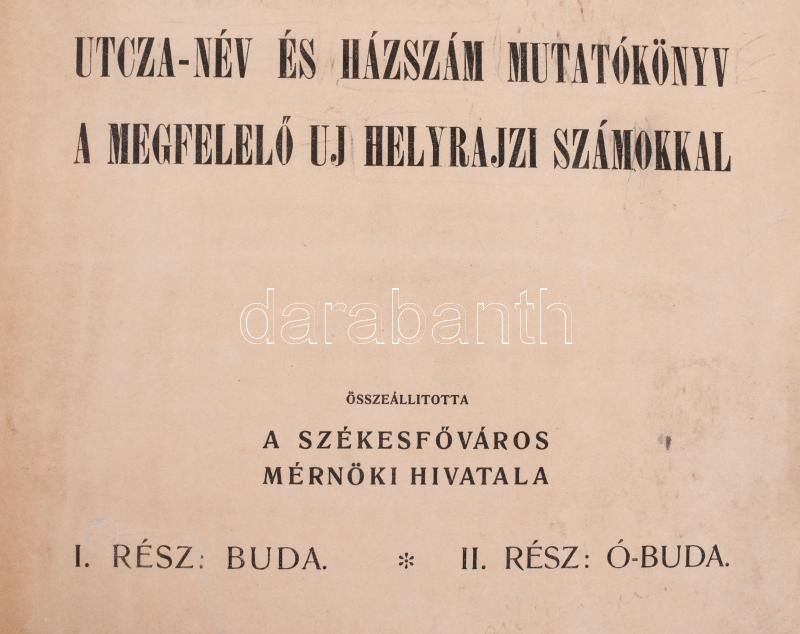 UTCZA-NÉV ÉS HÁZSZÁM MUTATÓKÖNYV
A MEGFELELŐ UJ HELYRAJZI SZÁMOKKAL
darabanth
ÖSSZEÁLLITOTTA
A SZÉKESFŐVÁROS
MÉRNÖKI HIVATALA
I. RÉSZ: BUDA. * II. RÉSZ: Ó-BUDA.